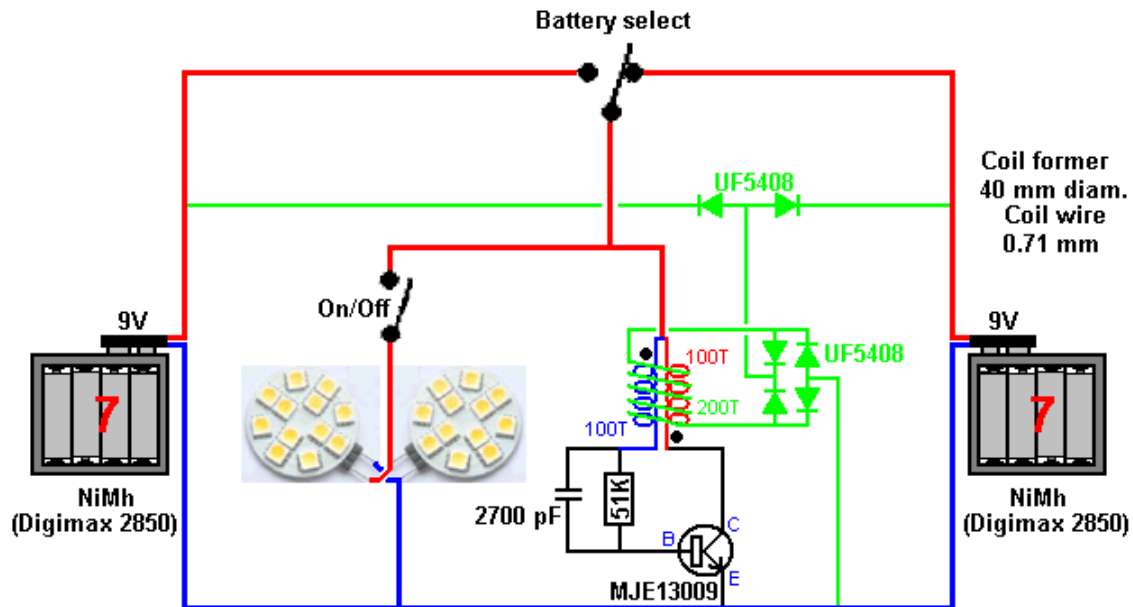 Battery select
UF5408
Coil former
40 mm diam.
Coil wire
0.71 mm
On/Off
9V
9V
100T
UF5408
200T
100T
7
7
51K
2700 pF
NiMh
(Digimax 2850)
B
C
E
MJE13009
NiMh
(Digimax 2850)